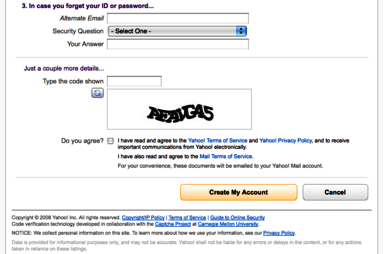 3. In case you forget your ID or password...
Alternate Email
Security Question - Select One -
Your Answer
Just a couple more details...
Type the code shown
Do you agree? I have read and agree to the Yahoo! Terms of Service and Yahoo! Privacy Policy, and to receive
important communications from Yahoo! electronically.
I have also read and agree to the Mail Terms of Service.
For your convenience, these documents will be emailed to your Yahoo! Mail account.
Create My Account Cancel
Copyright © 2008 Yahoo! Inc. All rights reserved. Copyright/IP Policy | Terms of Service | Guide to Online Security
Code verification technology developed in collaboration with the Captcha Project at Carnegie Mellon University.
NOTICE: We collect personal information on this site. To learn more about how we use your information, see our Privacy Policy.
Data is provided for informational purposes only, and may not be accurate. Yahoo! shall not be liable for any errors or delays in the content, or for any actions
taken in reliance on these listings.